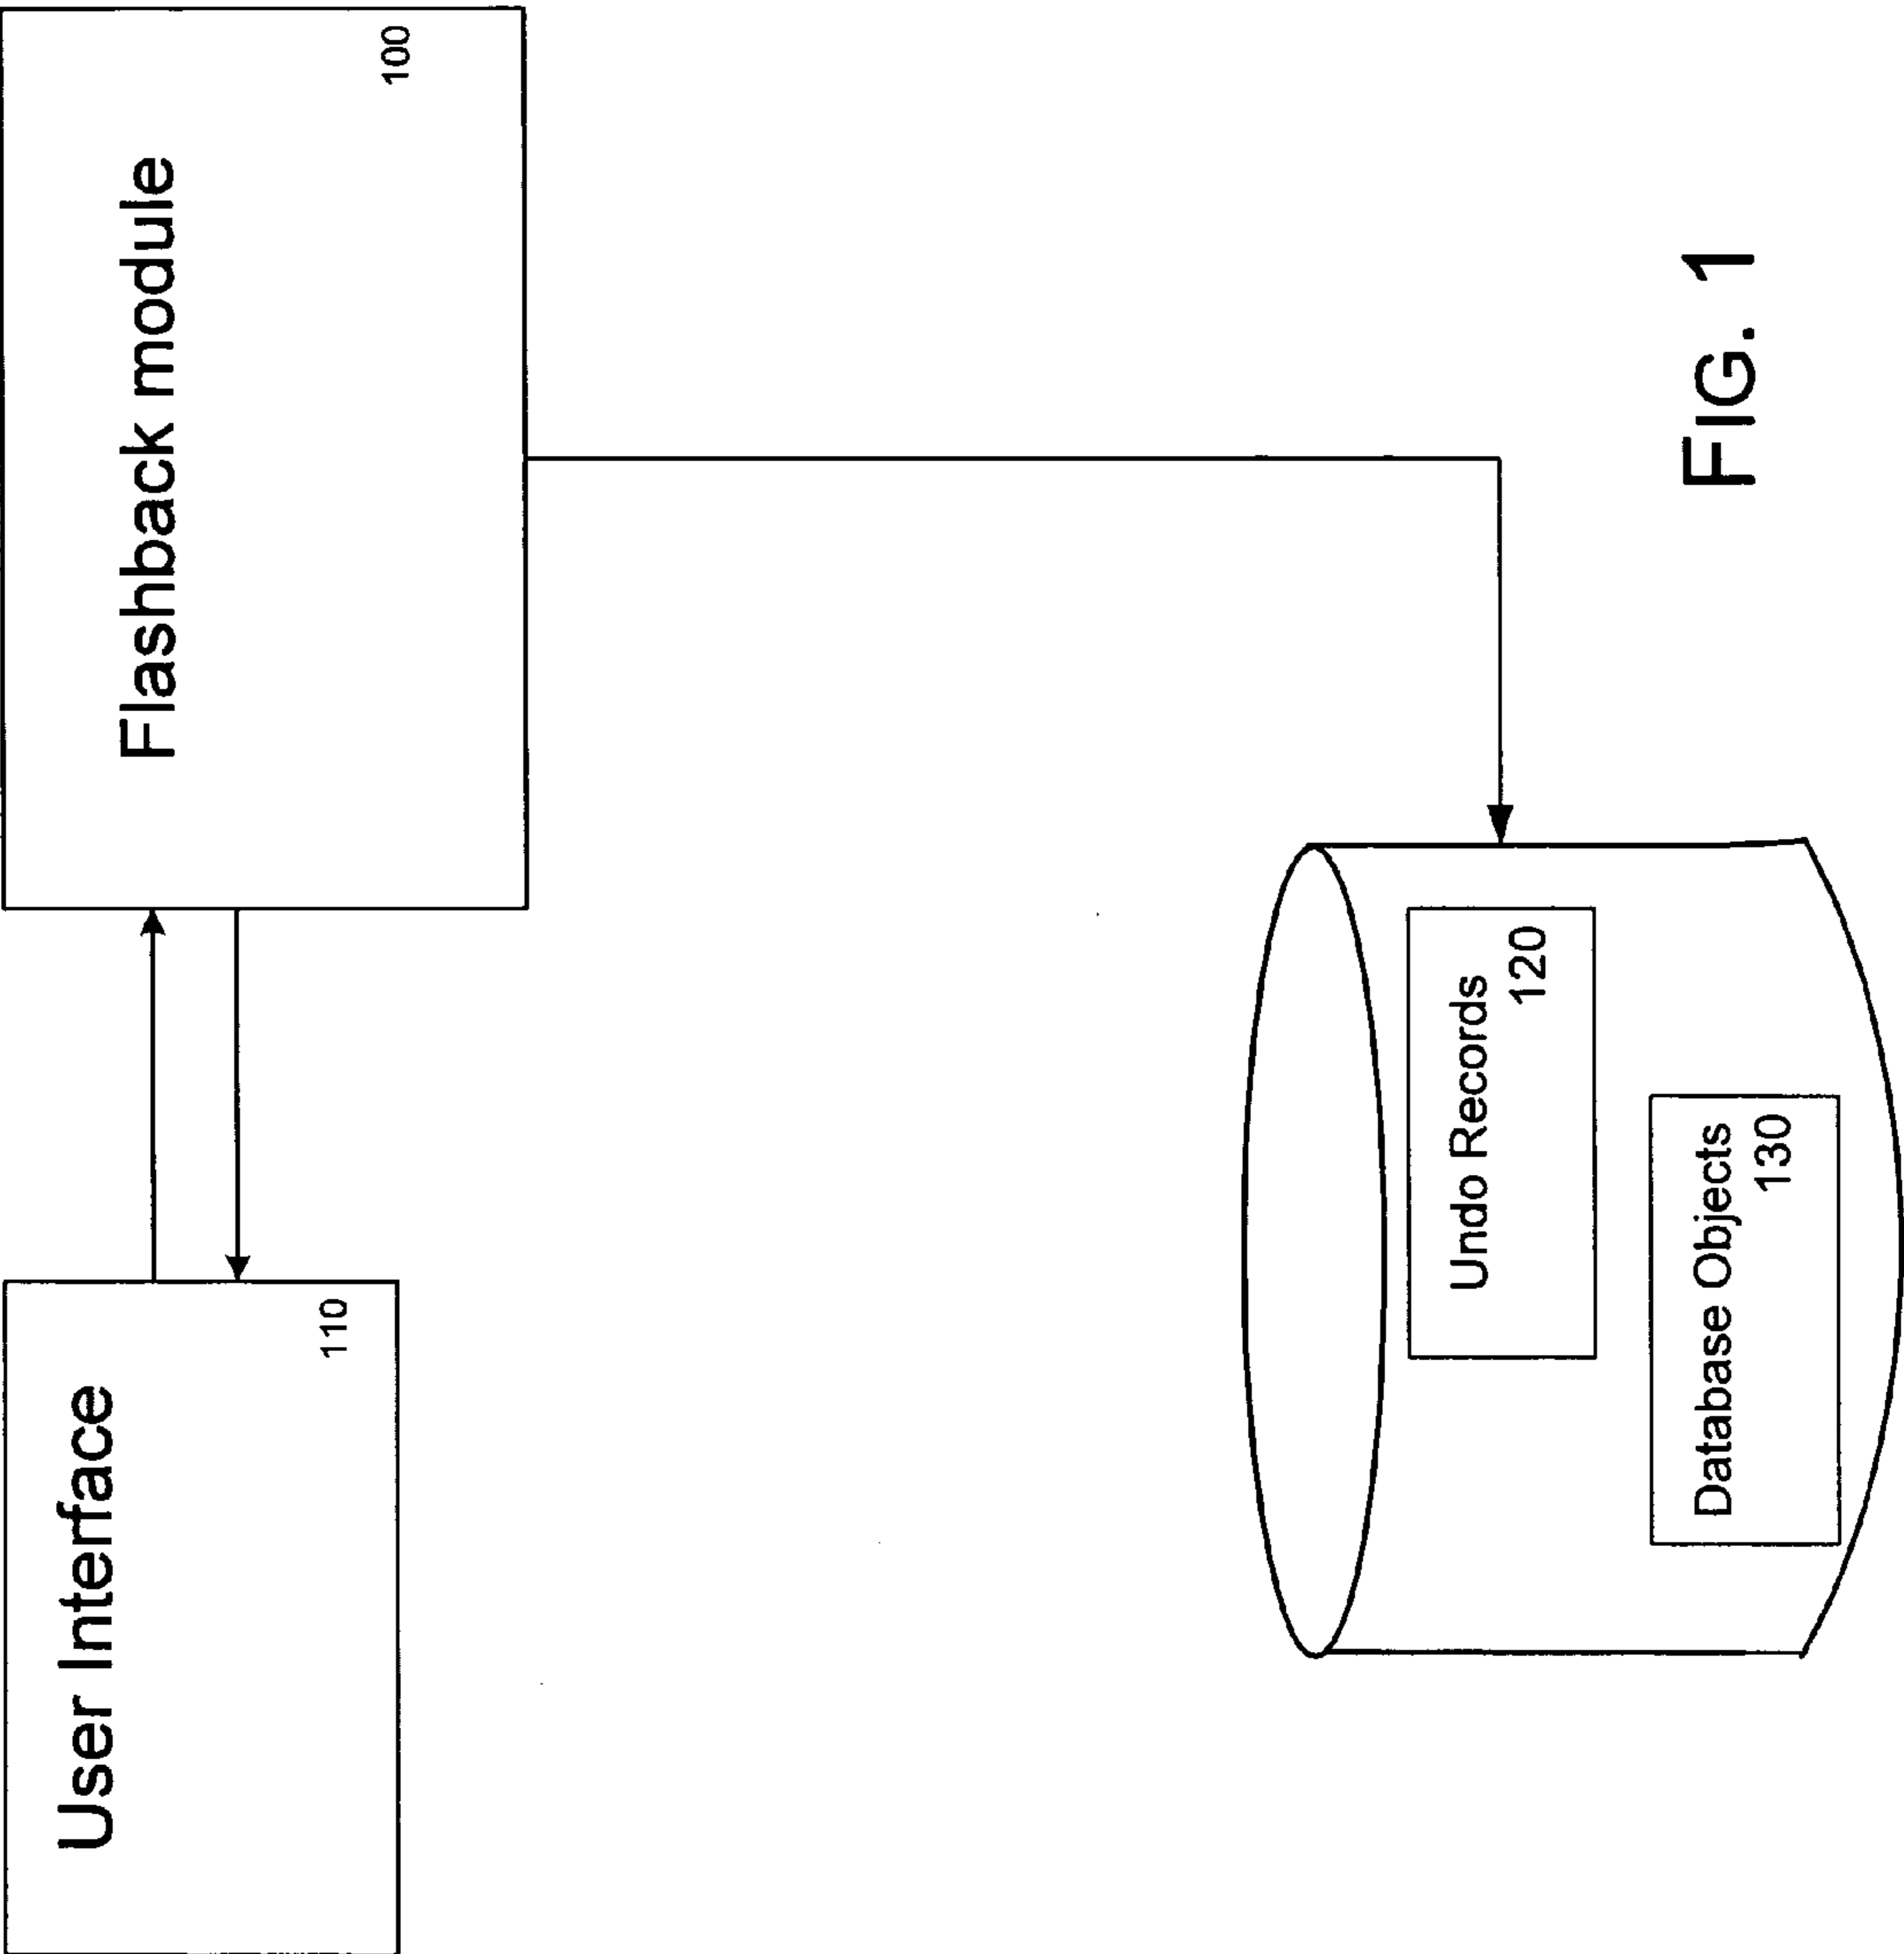 User Interface
110
Flashback module
100
Undo Records
120
Database Objects
130
FIG. 1